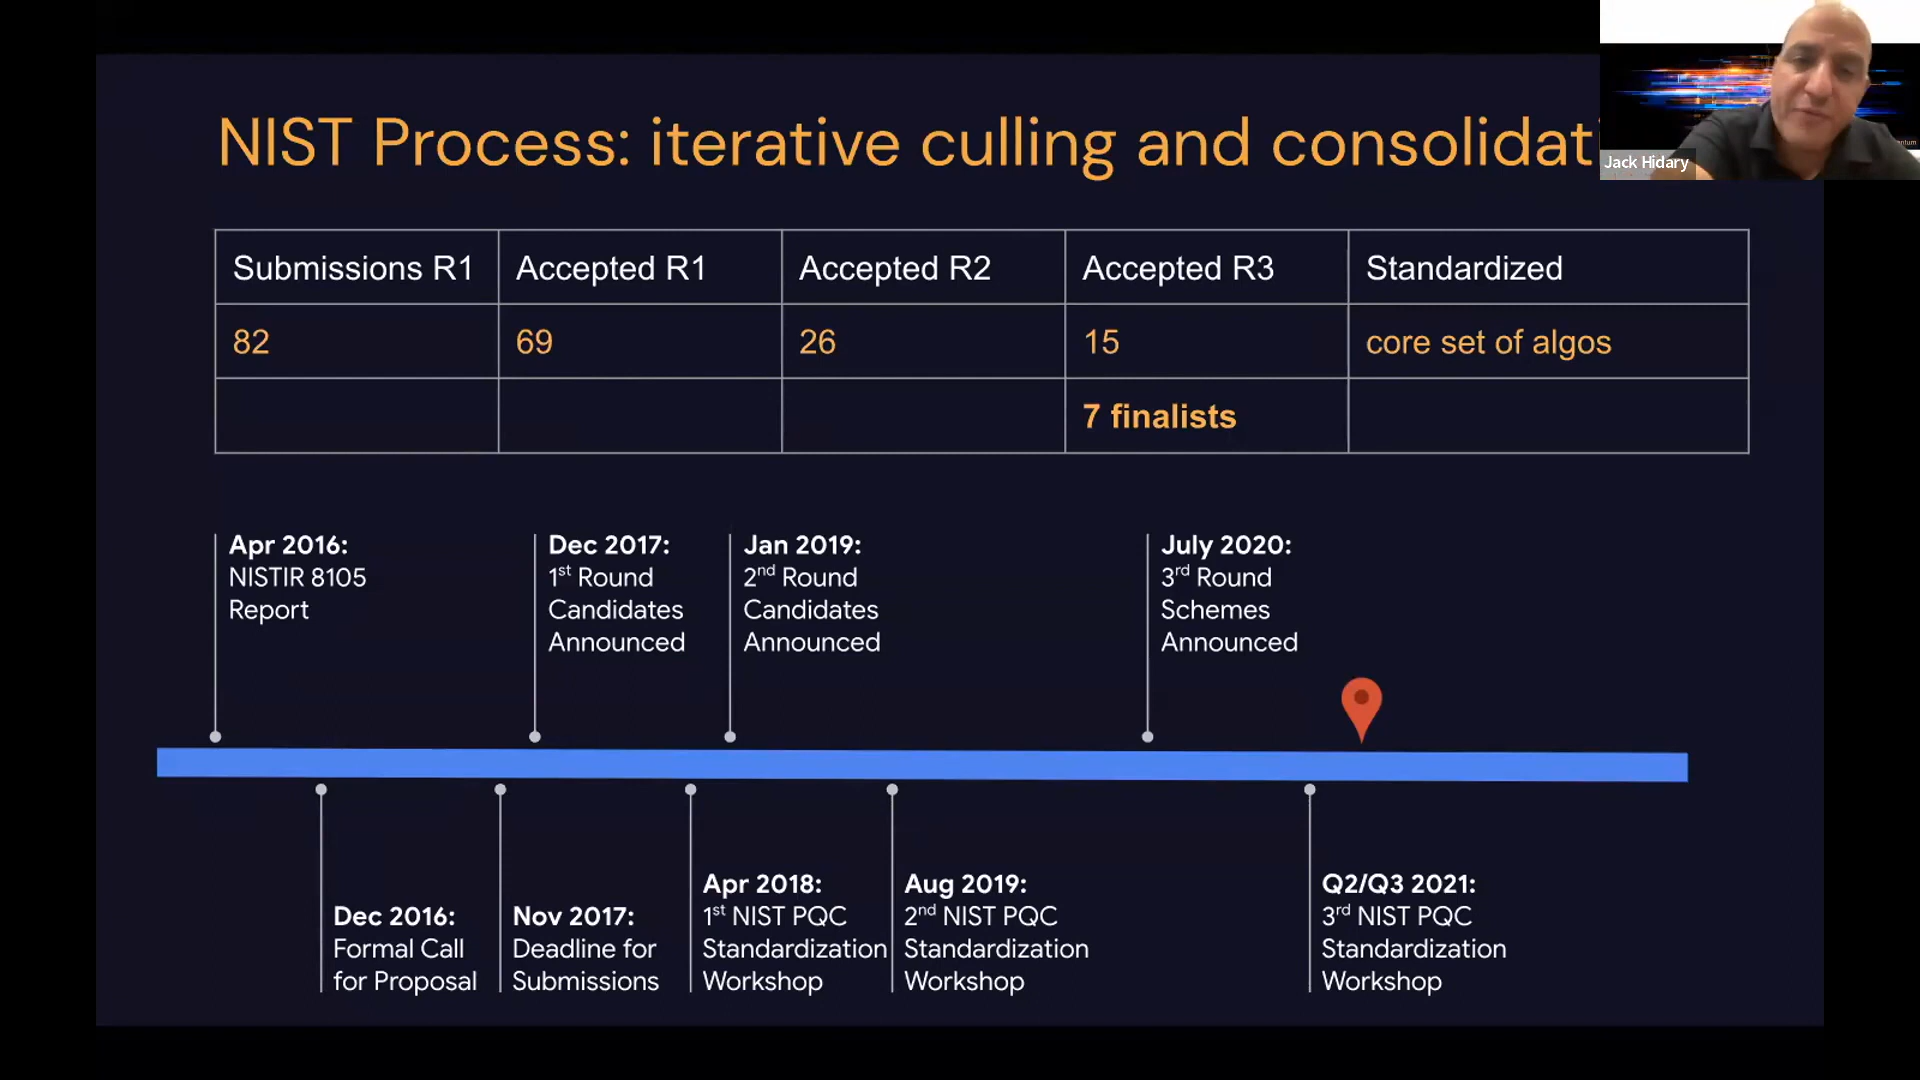 NIST Process: iterative culling and consolidati
Jack Hidary
Submissions R1 Accepted R1 Accepted R2 Accepted R3 Standardized
82 69 26 15 core set of algos
7 finalists
Apr 2016:
NISTIR 8105
Report
Dec 2017:
1st Round
Candidates
Announced
Jan 2019:
2nd Round
Candidates
Announced
July 2020:
3rd Round
Schemes
Announced
Dec 2016:
Formal Call
for Proposal
Nov 2017:
Deadline for
Submissions
Apr 2018:
1st NIST PQC
Standardization
Workshop
Aug 2019:
2nd NIST PQC
Standardization
Workshop
Q2/Q3 2021:
3rd NIST PQC
Standardization
Workshop